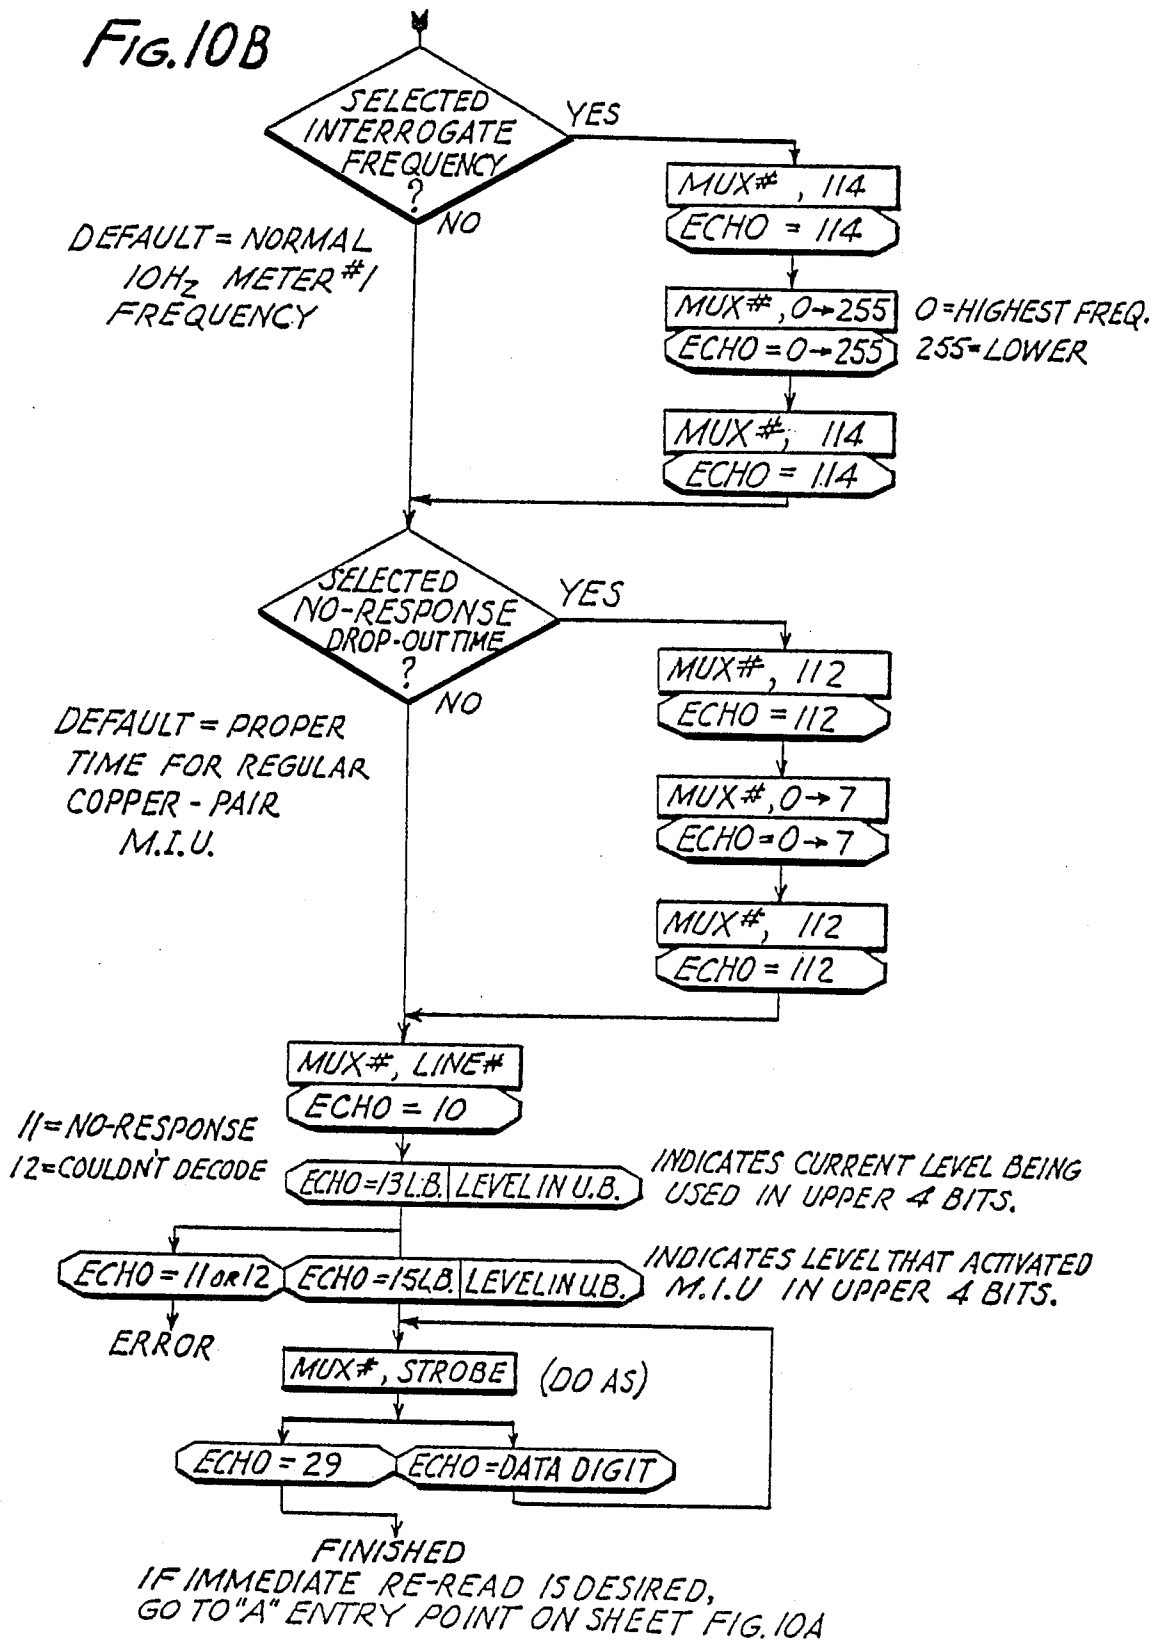 FIG. 10B
SELECTED
INTERROGATE
FREQUENCY
?
YES
NO
DEFAULT = NORMAL
10HZ METER #1
FREQUENCY
MUX#, 114
ECHO = 114
MUX#, 0→255
ECHO = 0→255
0=HIGHEST FREQ.
255=LOWER
MUX#, 114
ECHO = 114
SELECTED
NO-RESPONSE
DROP-OUT TIME
?
YES
NO
DEFAULT = PROPER
TIME FOR REGULAR
COPPER-PAIR
M.I.U.
MUX#, 112
ECHO = 112
MUX#, 0→7
ECHO=0→7
MUX#, 112
ECHO = 112
MUX#, LINE#
ECHO = 10
11=NO-RESPONSE
12=COULDN'T DECODE
ECHO=13 L.B. LEVEL IN U.B.
INDICATES CURRENT LEVEL BEING
USED IN UPPER 4 BITS.
ECHO = 11 OR 12
ECHO=15 L.B. LEVEL IN U.B.
INDICATES LEVEL THAT ACTIVATED
M.I.U IN UPPER 4 BITS.
ERROR
MUX#, STROBE
(DO AS)
ECHO = 29
ECHO=DATA DIGIT
FINISHED
IF IMMEDIATE RE-READ IS DESIRED,
GO TO "A" ENTRY POINT ON SHEET FIG. 10A